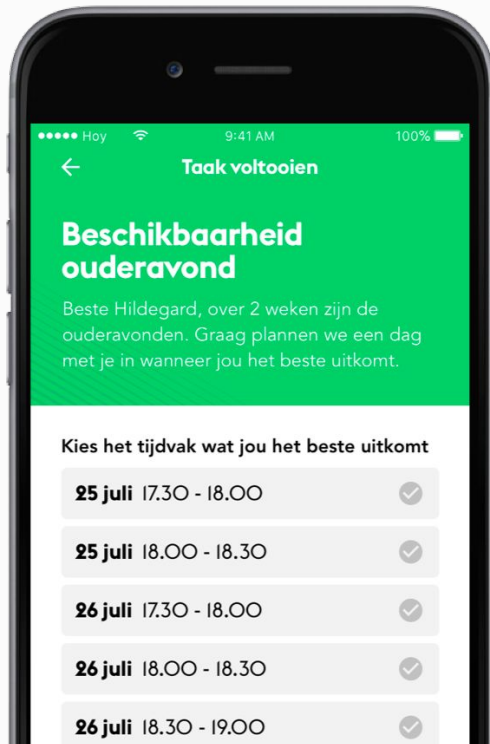 Hoy 9:41 AM 100%
Taak voltooien
Beschikbaarheid
ouderavond
Beste Hildegard, over 2 weken zijn de
ouderavonden. Graag plannen we een dag
met je in wanneer jou het beste uitkomt.
Kies het tijdvak wat jou het beste uitkomt
25 juli 17.30 - 18.00
25 juli 18.00 - 18.30
26 juli 17.30 - 18.00
26 juli 18.00 - 18.30
26 juli 18.30 - 19.00